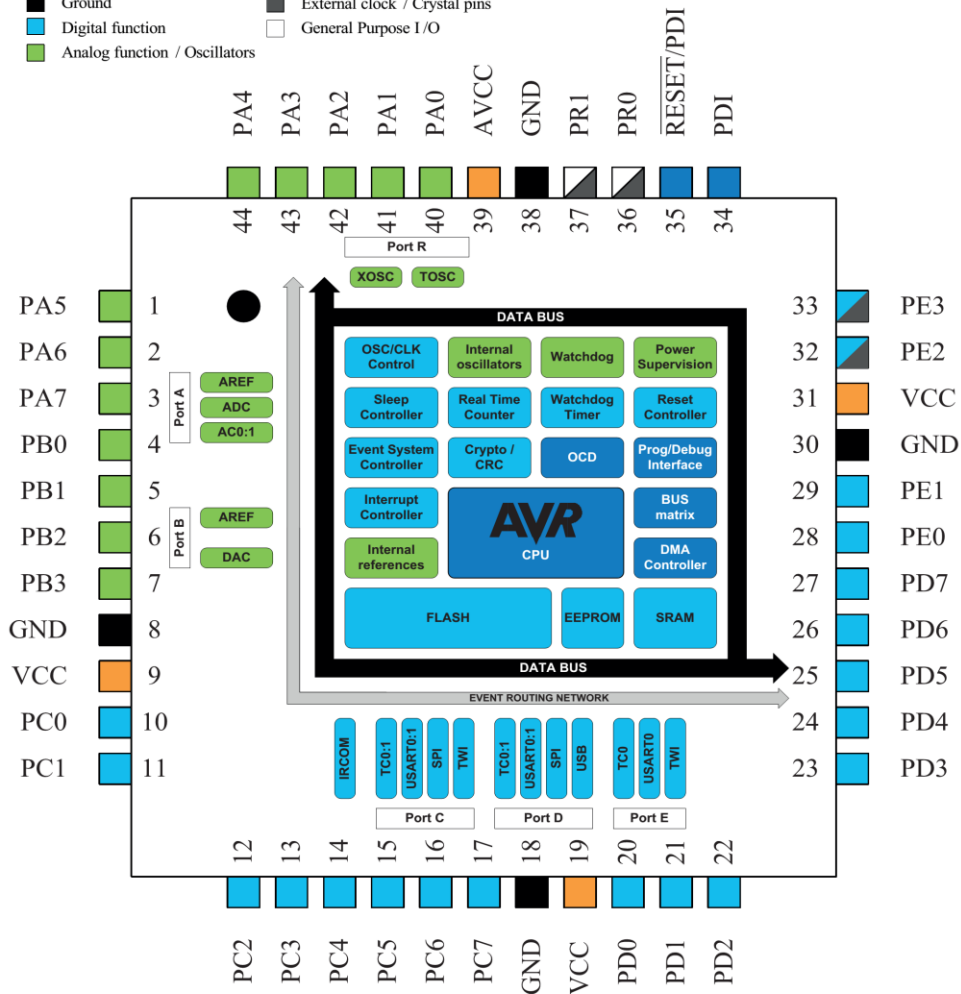 Ground
External clock / Crystal pins
Digital function
General Purpose I /O
Analog function / Oscillators
PA4
PA3
PA2
PA1
PA0
AVCC
GND
PR1
PR0
RESET/PDI
PDI
44
43
42
41
40
39
38
37
36
35
34
Port R
XOSC TOSC
PA5 1
PA6 2
PA7 3
PB0 4
PB1 5
PB2 6
PB3 7
GND 8
VCC 9
PC0 10
PC1 11
Port A
AREF
ADC
AC0:1
Port B
AREF
DAC
DATA BUS
OSC/CLK Control
Internal oscillators
Watchdog
Power Supervision
Sleep Controller
Real Time Counter
Watchdog Timer
Reset Controller
Event System Controller
Crypto / CRC
OCD
Prog/Debug Interface
Interrupt Controller
AVR
CPU
BUS matrix
Internal references
DMA Controller
FLASH
EEPROM
SRAM
DATA BUS
EVENT ROUTING NETWORK
33 PE3
32 PE2
31 VCC
30 GND
29 PE1
28 PE0
27 PD7
26 PD6
25 PD5
24 PD4
23 PD3
IRCOM
TC0:1
USART0:1
SPI
TWI
TC0:1
USART0:1
SPI
USB
TC0
USART0
TWI
Port C
Port D
Port E
12
13
14
15
16
17
18
19
20
21
22
PC2
PC3
PC4
PC5
PC6
PC7
GND
VCC
PD0
PD1
PD2